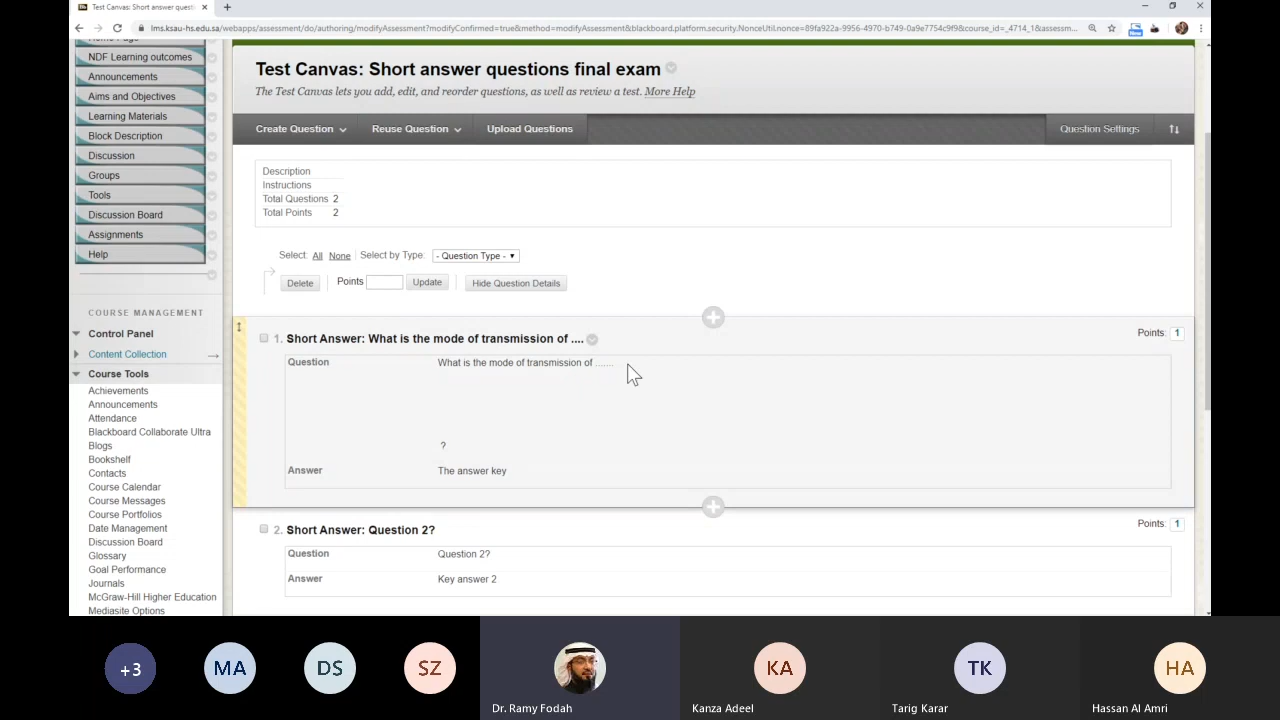 Test Canvas: Short answer questi
lms.ksau-hs.edu.sa/webapps/assessment/do/authoring/modifyAssessment?modifyConfirmed=true&method=modifyAssessment&blackboard.platform.security.NonceUtil.nonce=89fa922a-9956-4970-b749-0a9e7754c9f9&course_id=_4714_1&assessm...
Home Page
NDF Learning outcomes
Announcements
Aims and Objectives
Learning Materials
Block Description
Discussion
Groups
Tools
Discussion Board
Assignments
Help
COURSE MANAGEMENT
Control Panel
Content Collection
Course Tools
Achievements
Announcements
Attendance
Blackboard Collaborate Ultra
Blogs
Bookshelf
Contacts
Course Calendar
Course Messages
Course Portfolios
Date Management
Discussion Board
Glossary
Goal Performance
Journals
McGraw-Hill Higher Education
Mediasite Options
Test Canvas: Short answer questions final exam
The Test Canvas lets you add, edit, and reorder questions, as well as review a test. More Help
Create Question Reuse Question Upload Questions Question Settings
Description
Instructions
Total Questions 2
Total Points 2
Select: All None Select by Type: - Question Type -
Delete Points Update Hide Question Details
1. Short Answer: What is the mode of transmission of .... Points: 1
Question What is the mode of transmission of .......
?
Answer The answer key
2. Short Answer: Question 2? Points: 1
Question Question 2?
Answer Key answer 2
+3 MA DS SZ KA TK HA
Dr. Ramy Fodah Kanza Adeel Tarig Karar Hassan Al Amri